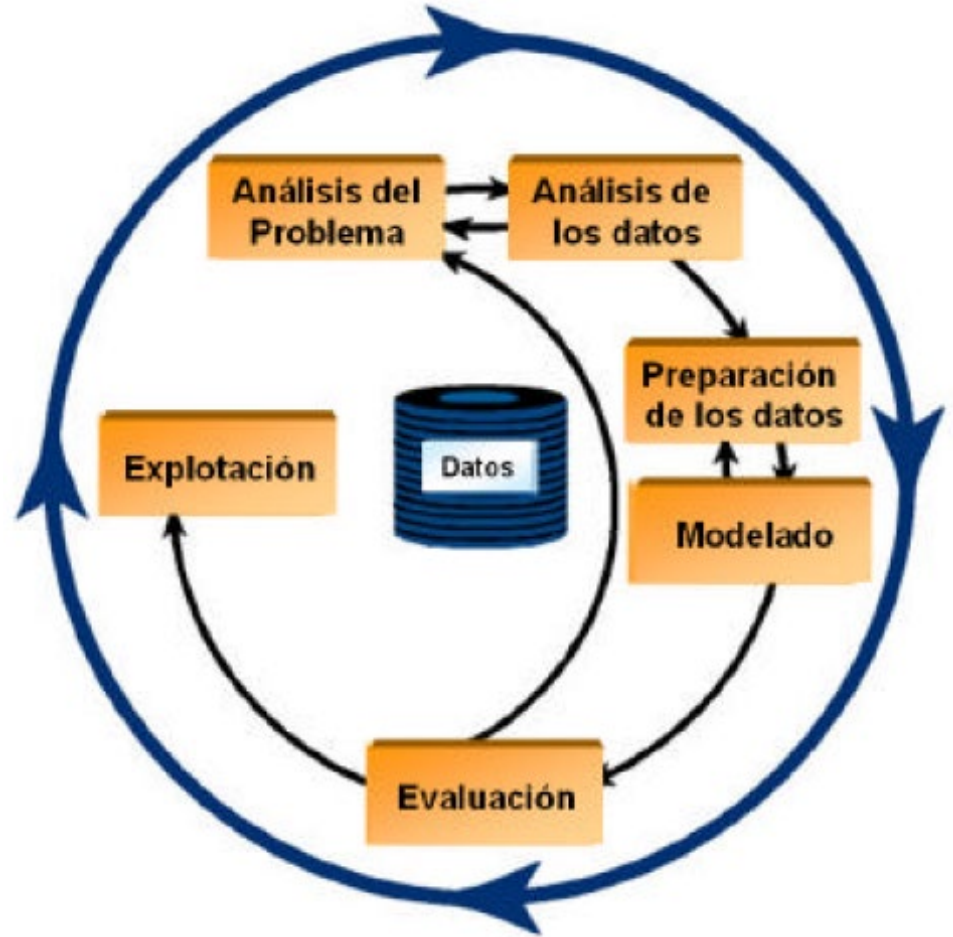 Análisis del
Problema
Análisis de
los datos
Preparación
de los datos
Explotación
Datos
Modelado
Evaluación